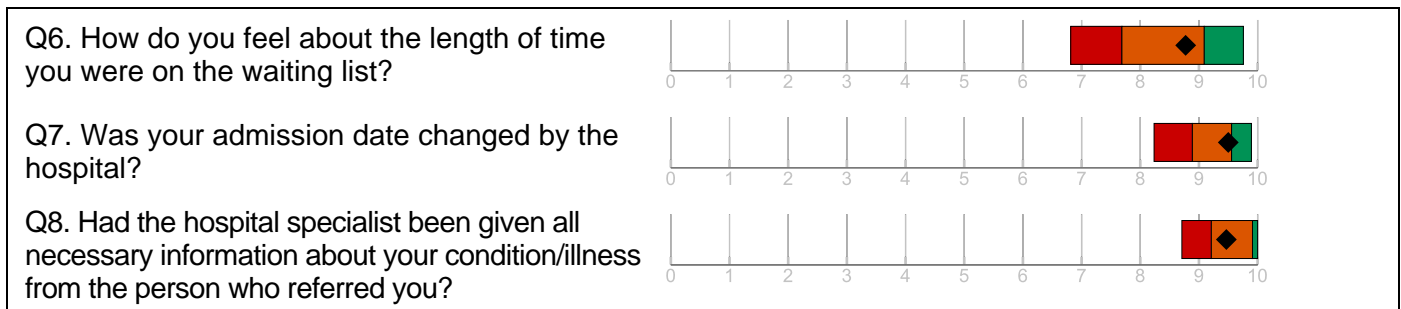 Q6. How do you feel about the length of time
you were on the waiting list?
0 1 2 3 4 5 6 7 8 9 10
Q7. Was your admission date changed by the
hospital?
0 1 2 3 4 5 6 7 8 9 10
Q8. Had the hospital specialist been given all
necessary information about your condition/illness
from the person who referred you?
0 1 2 3 4 5 6 7 8 9 10